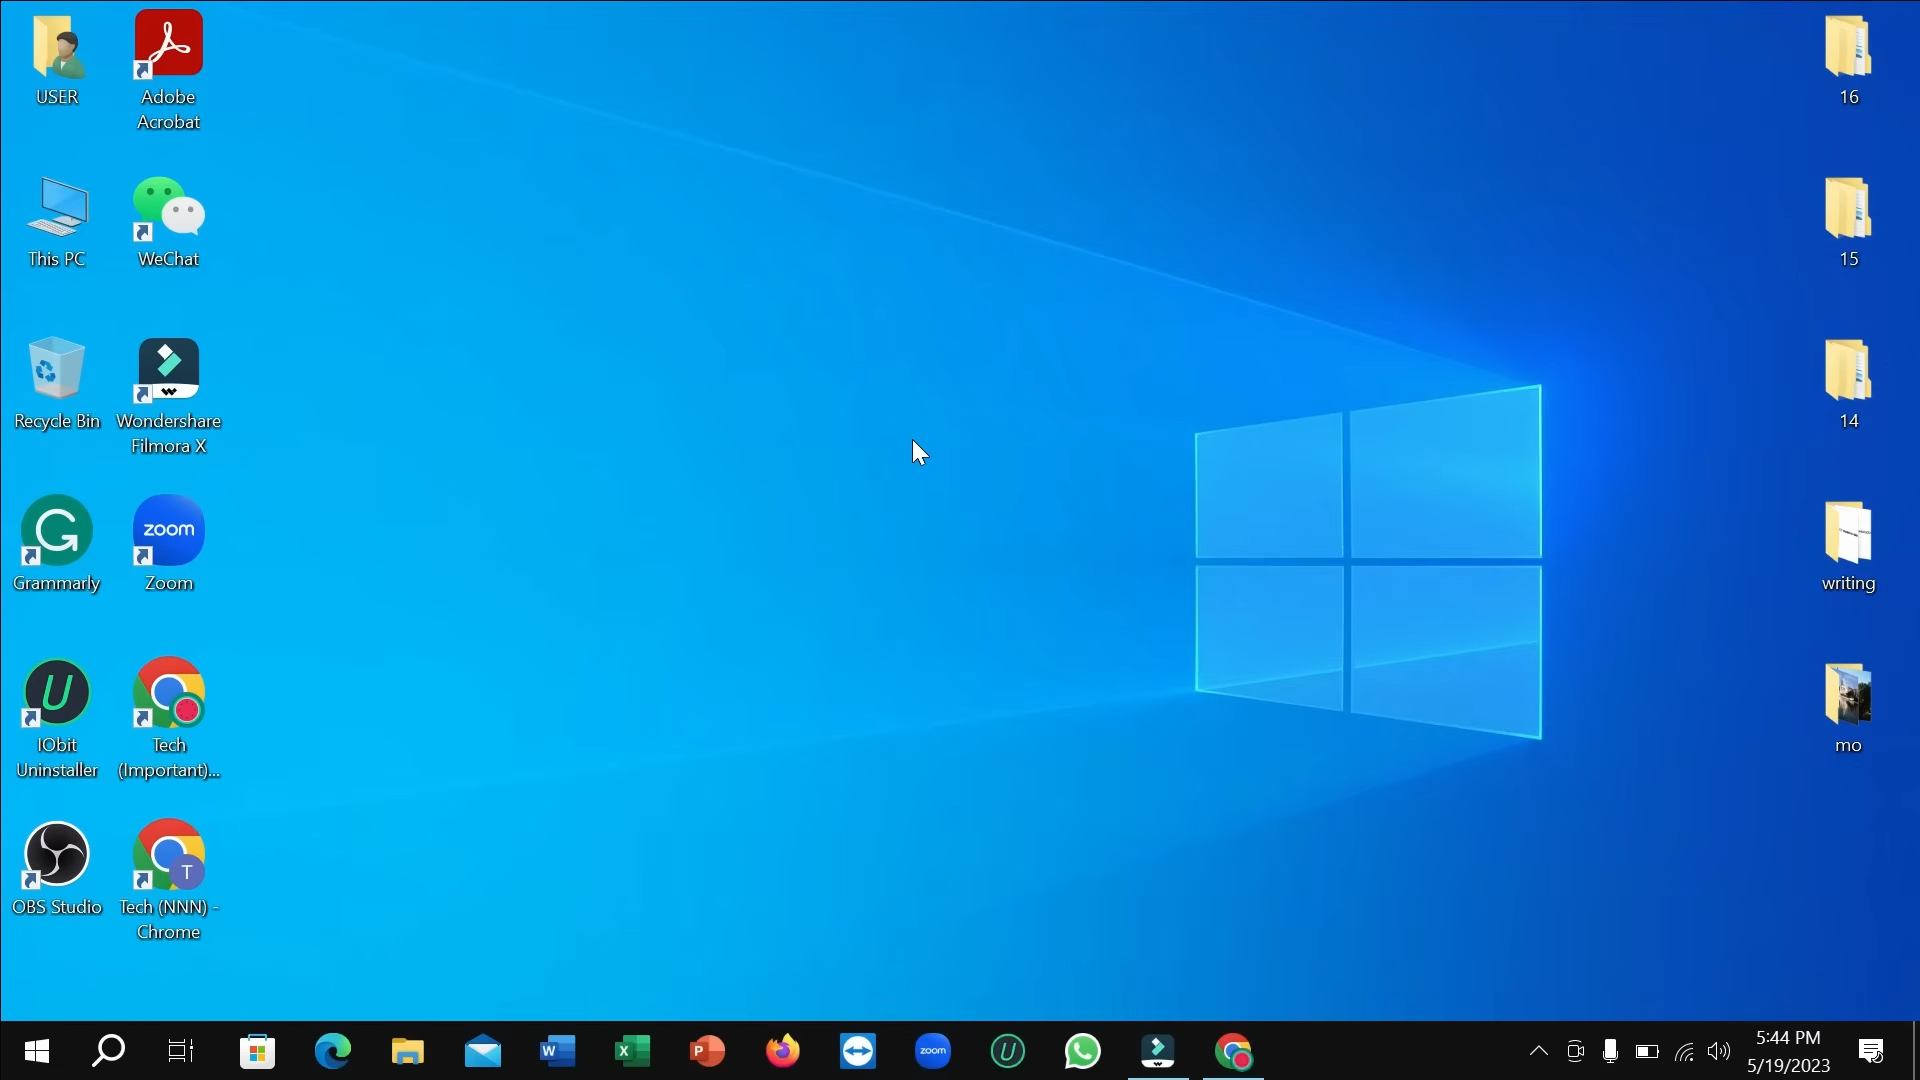 USER
Adobe
Acrobat
This PC
WeChat
Recycle Bin
Wondershare
Filmora X
Grammarly
zoom
Zoom
IObit
Uninstaller
Tech
(Important)...
OBS Studio
T
Tech (NNN) -
Chrome
16
15
14
writing
mo
W
X
P
zoom
5:44 PM
5/19/2023